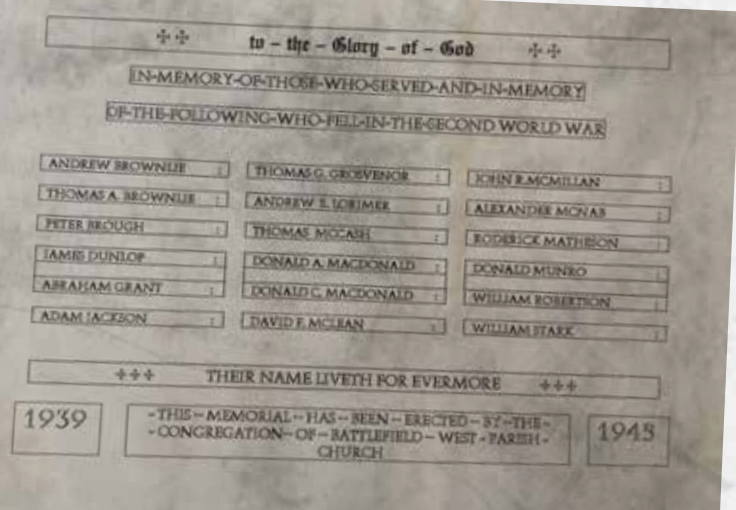 to – the – Glory – of – God
IN-MEMORY-OF-THOSE-WHO-SERVED-AND-IN-MEMORY
OF-THE-FOLLOWING-WHO-FELL-IN-THE-SECOND WORLD WAR
ANDREW BROWNLIE
THOMAS A. BROWNLIE
PETER BROUGH
JAMES DUNLOP
ABRAHAM GRANT
ADAM JACKSON
THOMAS G. GROSVENOR
ANDREW E. LORIMER
THOMAS MCCASH
DONALD A. MACDONALD
DONALD C. MACDONALD
DAVID F. MCLEAN
JOHN R. MCMILLAN
ALEXANDER MCNAB
RODERICK MATHESON
DONALD MUNRO
WILLIAM ROBERTSON
WILLIAM STARK
THEIR NAME LIVETH FOR EVERMORE
1939
-THIS-MEMORIAL-HAS-BEEN-ERECTED-BY-THE-
-CONGREGATION-OF-BATTLEFIELD-WEST-PARISH-
CHURCH
1945